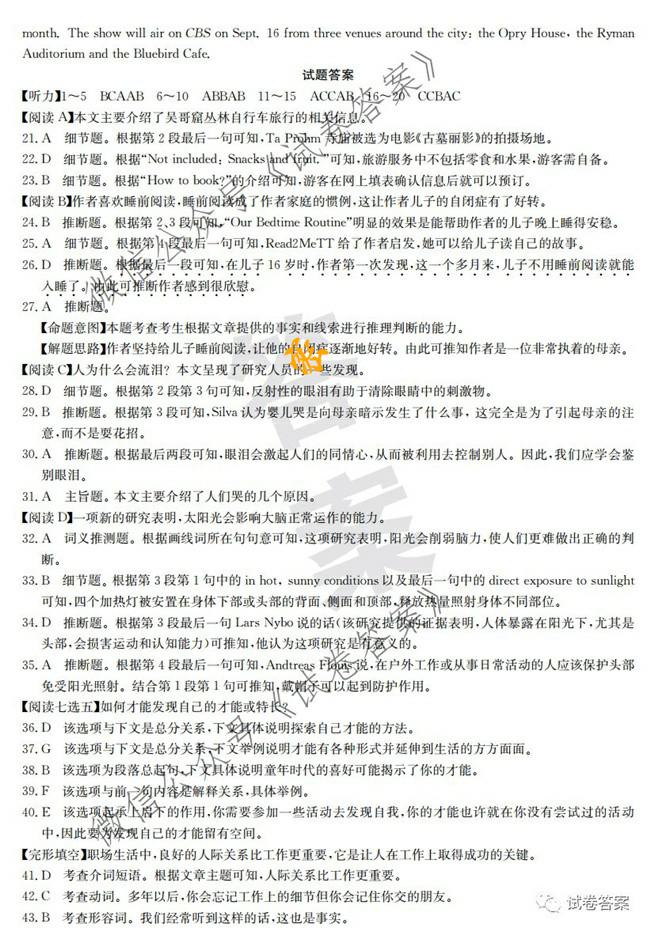 month. The show will air on CBS on Sept. 16 from three venues around the city: the Opry House, the Ryman
Auditorium and the Bluebird Cafe.
试题答案
【听力】1～5 BCAAB 6～10 ABBAB 11～15 ACCAB 16～20 CCBAC
【阅读A】本文主要介绍了吴哥窟丛林自行车旅行的相关信息。
21. A 细节题。根据第2段最后一句可知,Ta Prohm 寺庙被选为电影《古墓丽影》的拍摄场地。
22. D 细节题。根据“Not included: Snacks and fruit.”可知,旅游服务中不包括零食和水果,游客需自备。
23. B 细节题。根据“How to book?”的介绍可知,游客在网上填表确认信息后就可以预订。
【阅读B】作者喜欢睡前阅读,睡前阅读成了作者家庭的惯例,这让作者儿子的自闭症有了好转。
24. B 推断题。根据第2、3段可知,“Our Bedtime Routine”明显的效果是能帮助作者的儿子晚上睡得安稳。
25. A 细节题。根据第4段最后一句可知,Read2MeTT 给了作者启发,她可以给儿子读自己的故事。
26. D 推断题。根据最后一段可知,在儿子16岁时,作者第一次发现,这一个多月来,儿子不用睡前阅读就能
入睡了。由此可推断作者感到很欣慰。
27. A 推断题。
【命题意图】本题考查考生根据文章提供的事实和线索进行推理判断的能力。
【解题思路】作者坚持给儿子睡前阅读,让他的自闭症逐渐地好转。由此可推知作者是一位非常执着的母亲。
【阅读C】人为什么会流泪？本文呈现了研究人员的一些发现。
28. D 细节题。根据第2段第3句可知,反射性的眼泪有助于清除眼睛中的刺激物。
29. B 推断题。根据第3段可知,Silva 认为婴儿哭是向母亲暗示发生了什么事，这完全是为了引起母亲的注
意,而不是耍花招。
30. A 推断题。根据最后两段可知,眼泪会激起人们的同情心,从而被利用去控制别人。因此,我们应学会鉴
别眼泪。
31. A 主旨题。本文主要介绍了人们哭的几个原因。
【阅读D】一项新的研究表明,太阳光会影响大脑正常运作的能力。
32. A 词义推测题。根据画线词所在句句意可知,这项研究表明,阳光会削弱脑力,使人们更难做出正确的判
断。
33. B 细节题。根据第3段第1句中的 in hot, sunny conditions 以及最后一句中的 direct exposure to sunlight
可知,四个加热灯被安置在身体下部或头部的背面、侧面和顶部,释放热量照射身体不同部位。
34. D 推断题。根据第3段最后一句 Lars Nybo 说的话(该研究提供的证据表明,人体暴露在阳光下,尤其是
头部,会损害运动和认知能力)可推知,他认为这项研究是有意义的。
35. A 推断题。根据第4段最后一句可知,Andreas Flouris 说,在户外工作或从事日常活动的人应该保护头部
免受阳光照射。结合第1段第1句可推知,戴帽子可以起到防护作用。
【阅读七选五】如何才能发现自己的才能或特长?
36. D 该选项与下文是总分关系,下文具体说明探索自己才能的方法。
37. G 该选项与下文是总分关系,下文举例说明才能有各种形式并延伸到生活的方方面面。
38. B 该选项为段落总起句,下文具体说明童年时代的喜好可能揭示了你的才能。
39. F 该选项与前一句内容是解释关系,具体举例。
40. E 该选项起承上启下的作用,你需要参加一些活动去发现自我,你的才能也许就在你没有尝试过的活动
中,因此要为发现自己的才能留有空间。
【完形填空】职场生活中,良好的人际关系比工作更重要,它是让人在工作上取得成功的关键。
41. D 考查介词短语。根据文章主题可知,人际关系比工作更重要。
42. C 考查动词。多年以后,你会忘记工作上的细节但你会记住你交的朋友。
43. B 考查形容词。我们经常听到这样的话,这也是事实。
微信公众号《试卷答案》
微信公众号《试卷答案》
答案
密
试卷答案